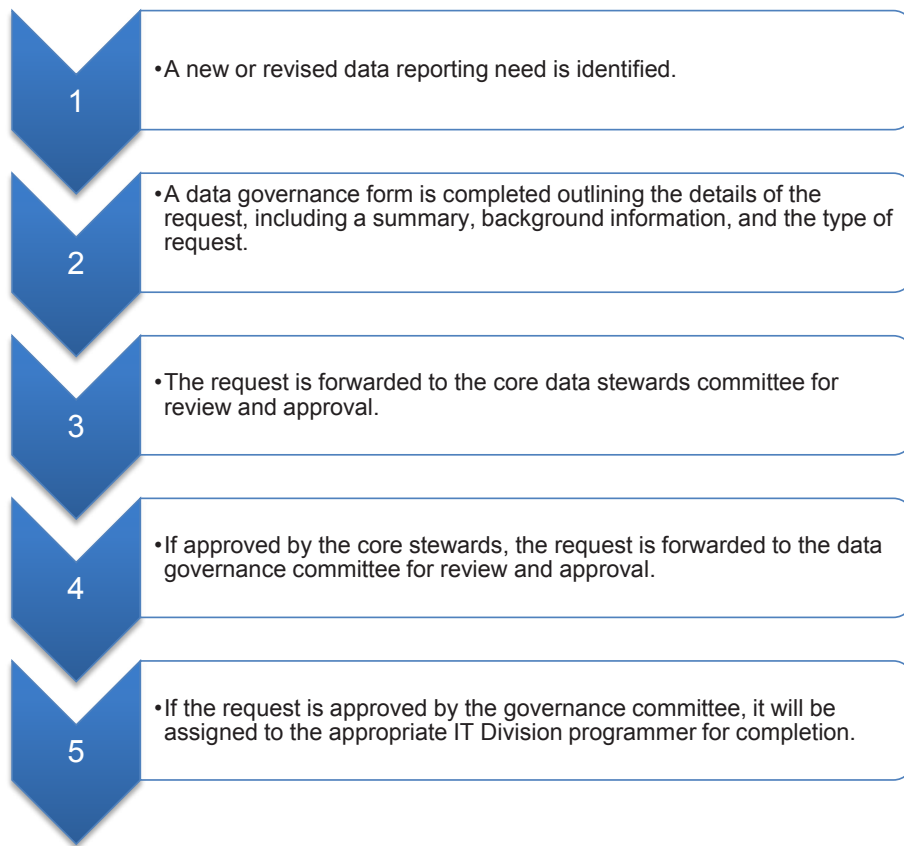 1
•A new or revised data reporting need is identified.
2
•A data governance form is completed outlining the details of the
request, including a summary, background information, and the type of
request.
3
•The request is forwarded to the core data stewards committee for
review and approval.
4
•If approved by the core stewards, the request is forwarded to the data
governance committee for review and approval.
5
•If the request is approved by the governance committee, it will be
assigned to the appropriate IT Division programmer for completion.